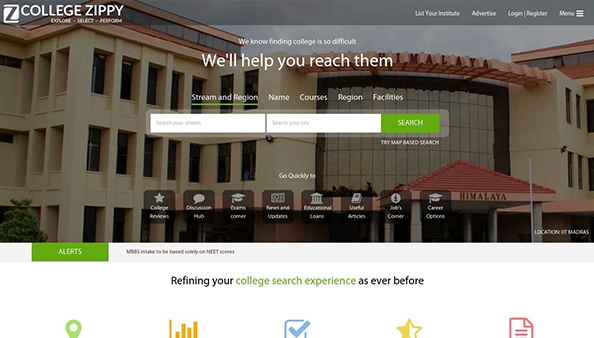 COLLEGE ZIPPY
EXPLORE - SELECT - PERFORM
List Your Institute Advertise Login | Register Menu
We know finding college is so difficult
We'll help you reach them
HIMALAYA
Stream and Region Name Courses Region Facilities
Search your stream Search your city SEARCH
TRY MAP BASED SEARCH
Go Quickly to
College Reviews
Discussion Hub
Exams corner
News and Updates
Educational Loans
Useful Articles
Job's Corner
Career Options
HIMALAYA
LOCATION: IIT MADRAS
ALERTS MBBS intake to be based solely on NEET scores
Refining your college search experience as ever before